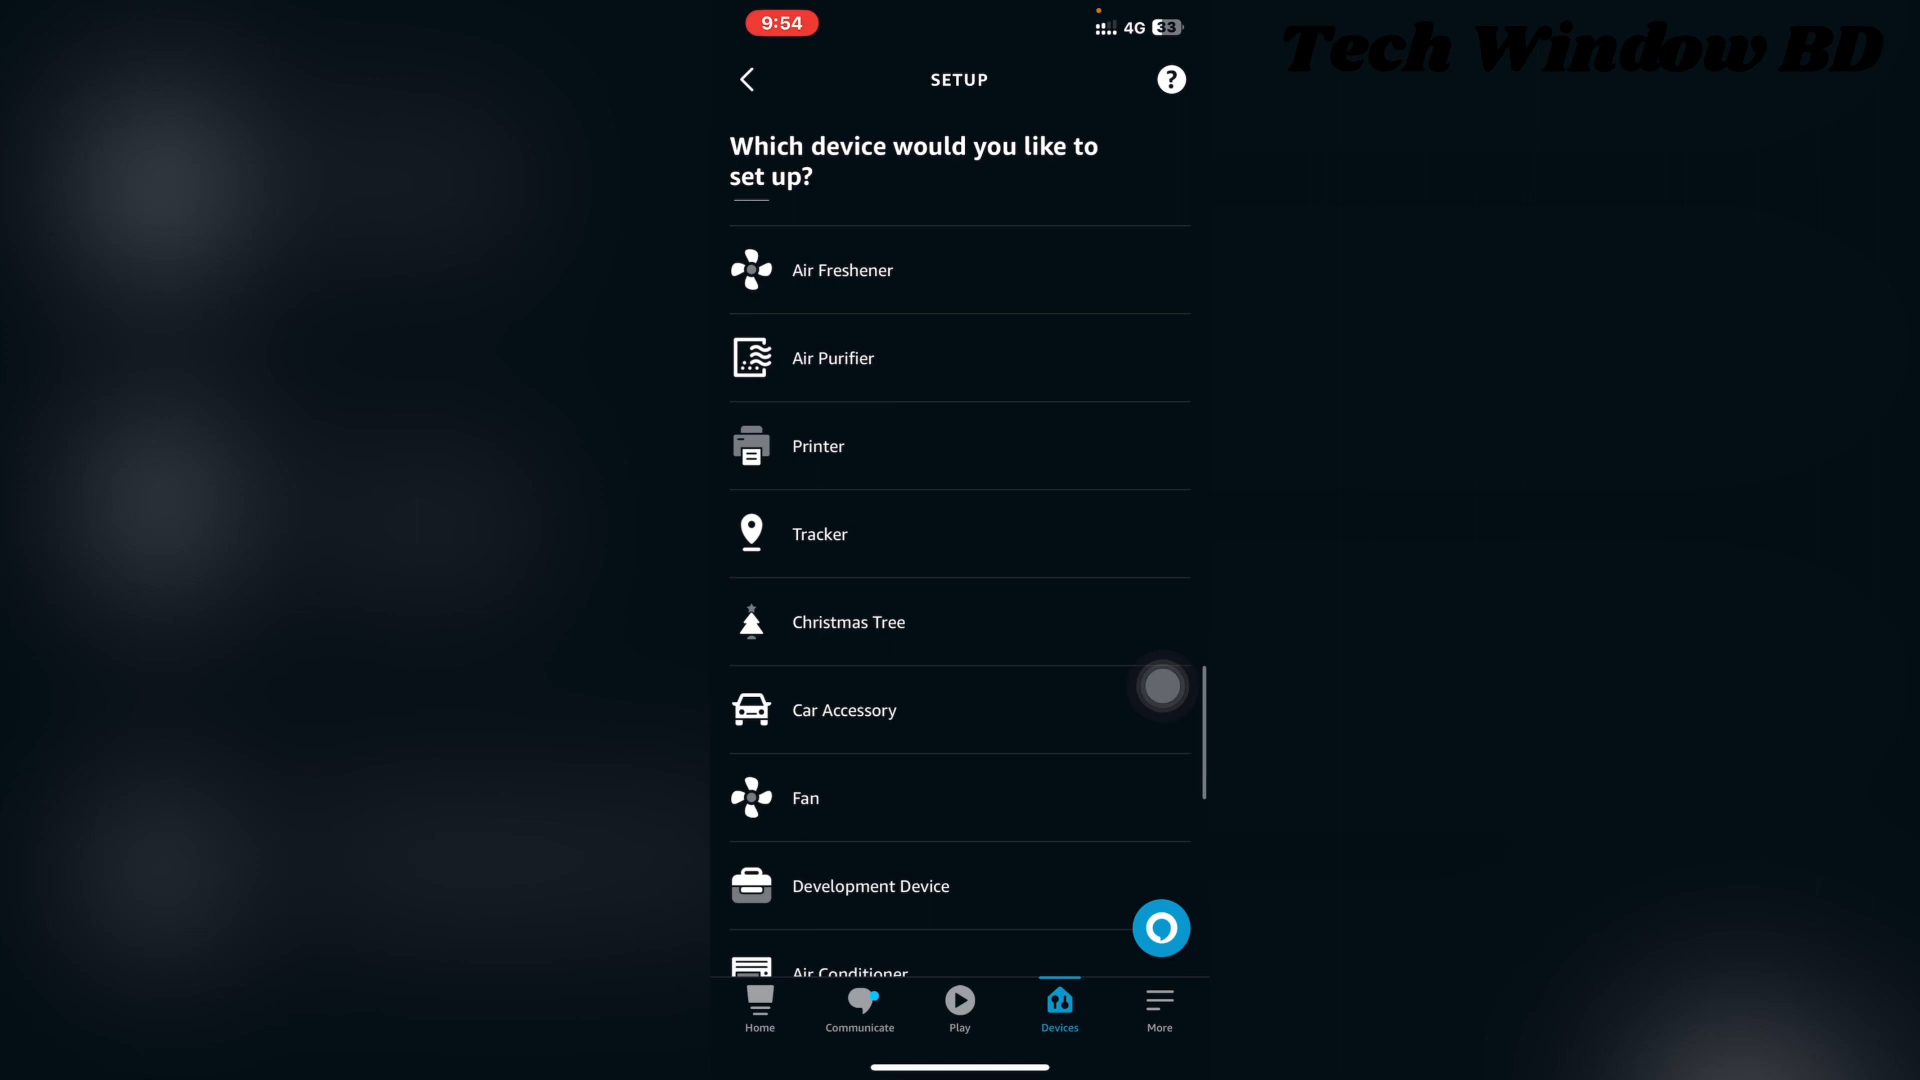 9:54
4G 33
Tech Window BD
SETUP
?
Which device would you like to
set up?
Air Freshener
Air Purifier
Printer
Tracker
Christmas Tree
Car Accessory
Fan
Development Device
Air Conditioner
Home
Communicate
Play
Devices
More